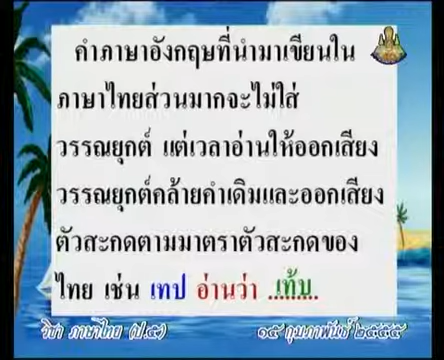 คำภาษาอังกฤษที่นำมาเขียนใน
ภาษาไทยส่วนมากจะไม่ใส่
วรรณยุกต์ แต่เวลาอ่านให้ออกเสียง
วรรณยุกต์คล้ายคำเดิมและออกเสียง
ตัวสะกดตามมาตราตัวสะกดของ
ไทย เช่น เทป อ่านว่า ..เท้บ..
วิชา ภาษาไทย (ป.๕) ๑๕ กุมภาพันธ์ ๒๕๕๕